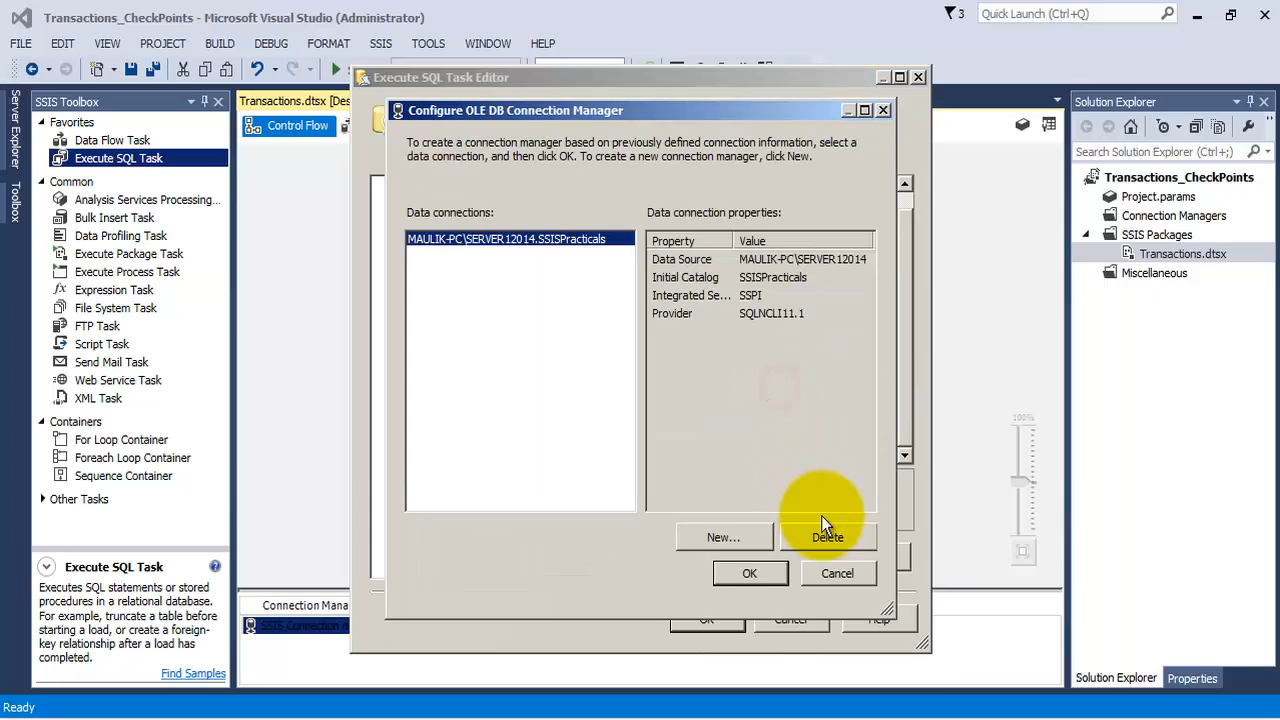 Transactions_CheckPoints - Microsoft Visual Studio (Administrator)
3
Quick Launch (Ctrl+Q)
FILE EDIT VIEW PROJECT BUILD DEBUG FORMAT SSIS TOOLS WINDOW HELP
Server Explorer
Toolbox
SSIS Toolbox
Favorites
Data Flow Task
Execute SQL Task
Common
Analysis Services Processing...
Bulk Insert Task
Data Profiling Task
Execute Package Task
Execute Process Task
Expression Task
File System Task
FTP Task
Script Task
Send Mail Task
Web Service Task
XML Task
Containers
For Loop Container
Foreach Loop Container
Sequence Container
Other Tasks
Execute SQL Task
Executes SQL statements or stored
procedures in a relational database.
For example, truncate a table before
starting a load, or create a foreign-
key relationship after a load has
completed.
Find Samples
Transactions.dtsx [Des
Control Flow
Connection Mana
SSIS Connection m
Execute SQL Task Editor
Configure OLE DB Connection Manager
To create a connection manager based on previously defined connection information, select a
data connection, and then click OK. To create a new connection manager, click New.
Data connections:
MAULIK-PC\SERVER12014.SSISPracticals
Data connection properties:
Property Value
Data Source MAULIK-PC\SERVER12014
Initial Catalog SSISPracticals
Integrated Se... SSPI
Provider SQLNCLI11.1
New... Delete
OK Cancel
OK Cancel Help
100%
Solution Explorer
Search Solution Explorer (Ctrl+;)
Transactions_CheckPoints
Project.params
Connection Managers
SSIS Packages
Transactions.dtsx
Miscellaneous
Solution Explorer Properties
Ready